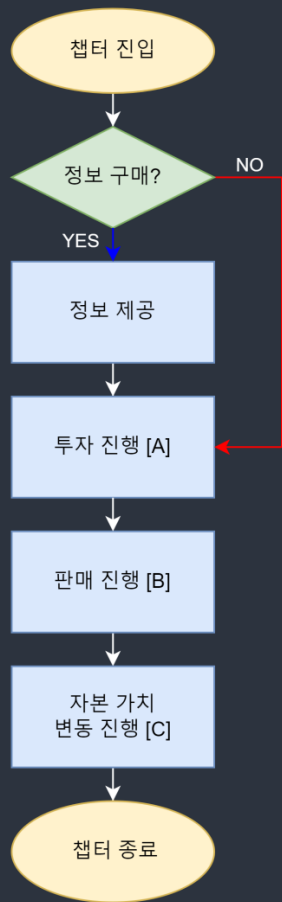 챕터 진입
정보 구매?
NO
YES
정보 제공
투자 진행 [A]
판매 진행 [B]
자본 가치
변동 진행 [C]
챕터 종료